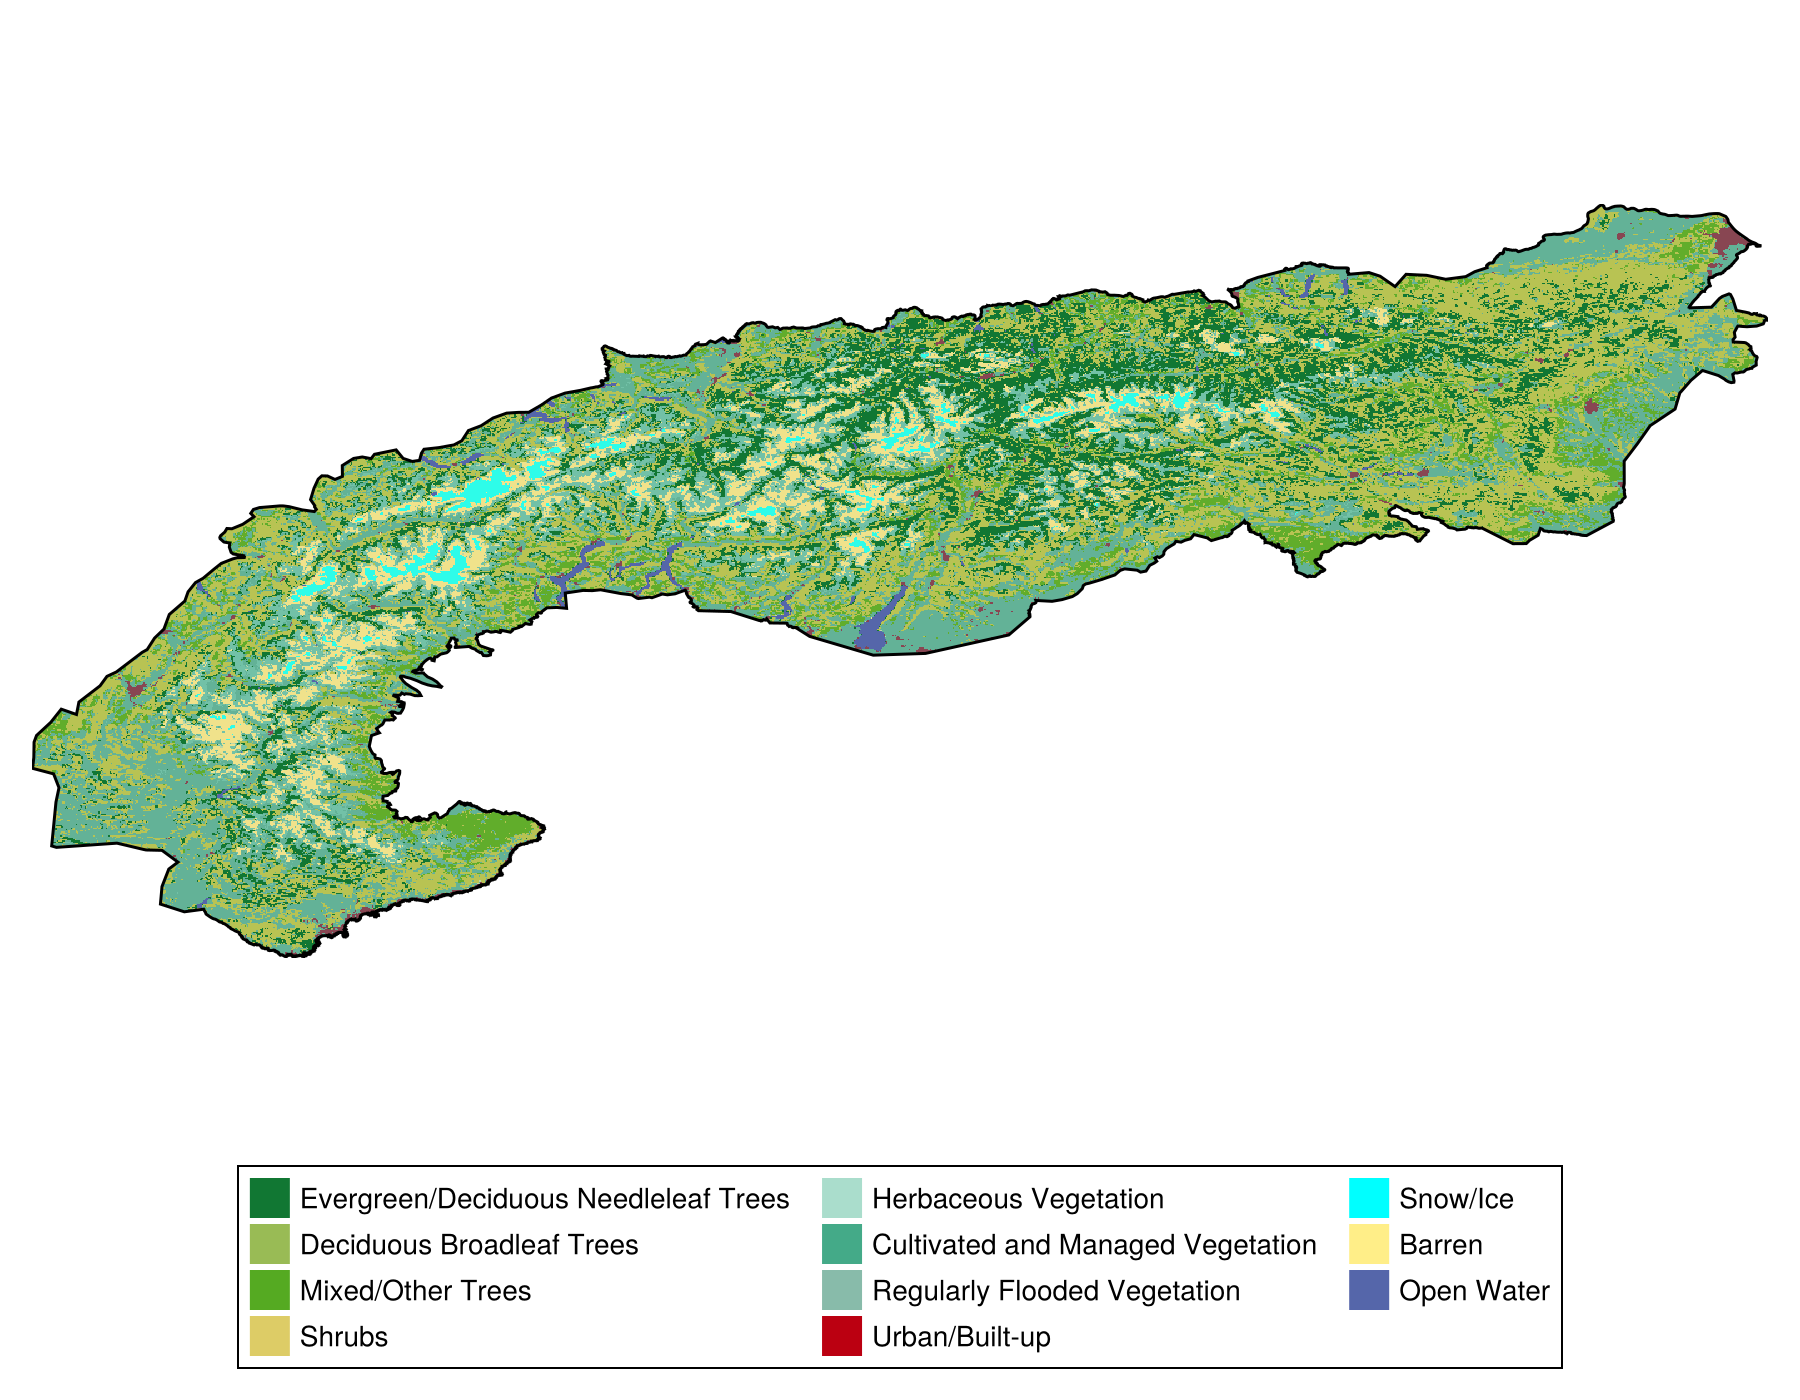 Evergreen/Deciduous Needleleaf Trees
Deciduous Broadleaf Trees
Mixed/Other Trees
Shrubs
Herbaceous Vegetation
Cultivated and Managed Vegetation
Regularly Flooded Vegetation
Urban/Built-up
Snow/Ice
Barren
Open Water